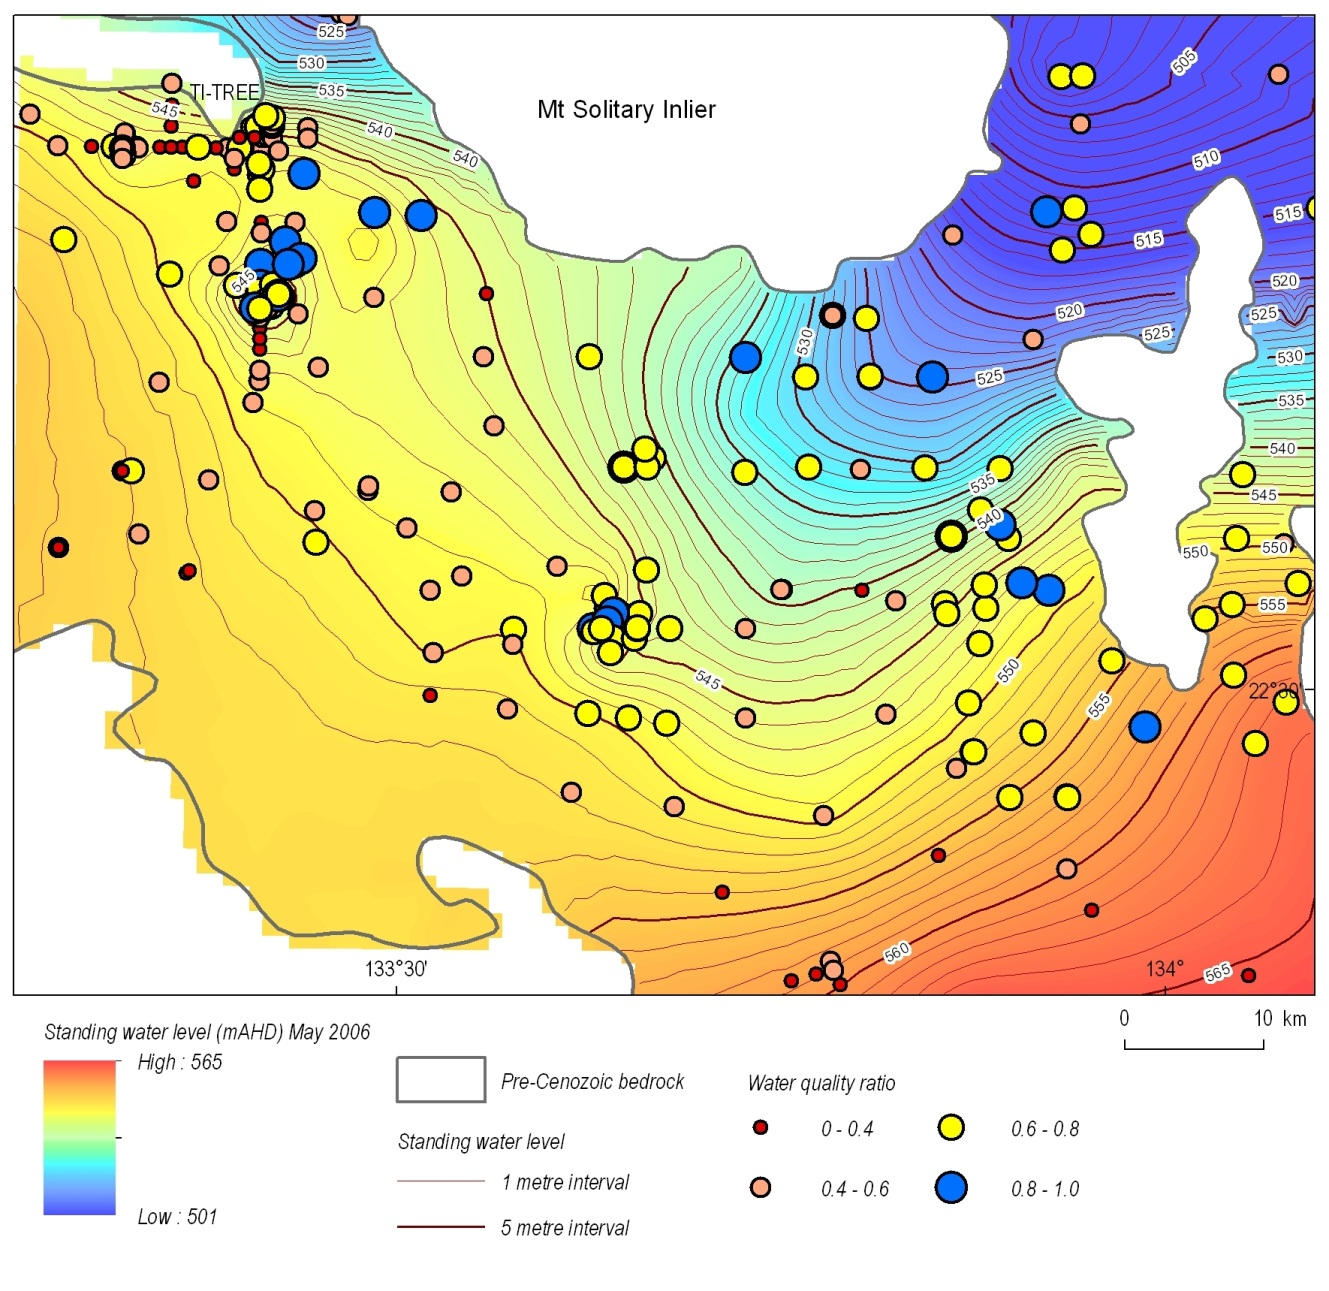 525
530
535
TI-TREE
545
540
540
Mt Solitary Inlier
505
510
515
515
520
520
525
525
530
530
535
525
545
540
535
545
540
550
550
555
545
550
555
22°30'
560
565
133°30'
134°
Standing water level (mAHD) May 2006
High : 565
Low : 501
Pre-Cenozoic bedrock
Standing water level
1 metre interval
5 metre interval
Water quality ratio
0 - 0.4
0.6 - 0.8
0.4 - 0.6
0.8 - 1.0
0 10 km